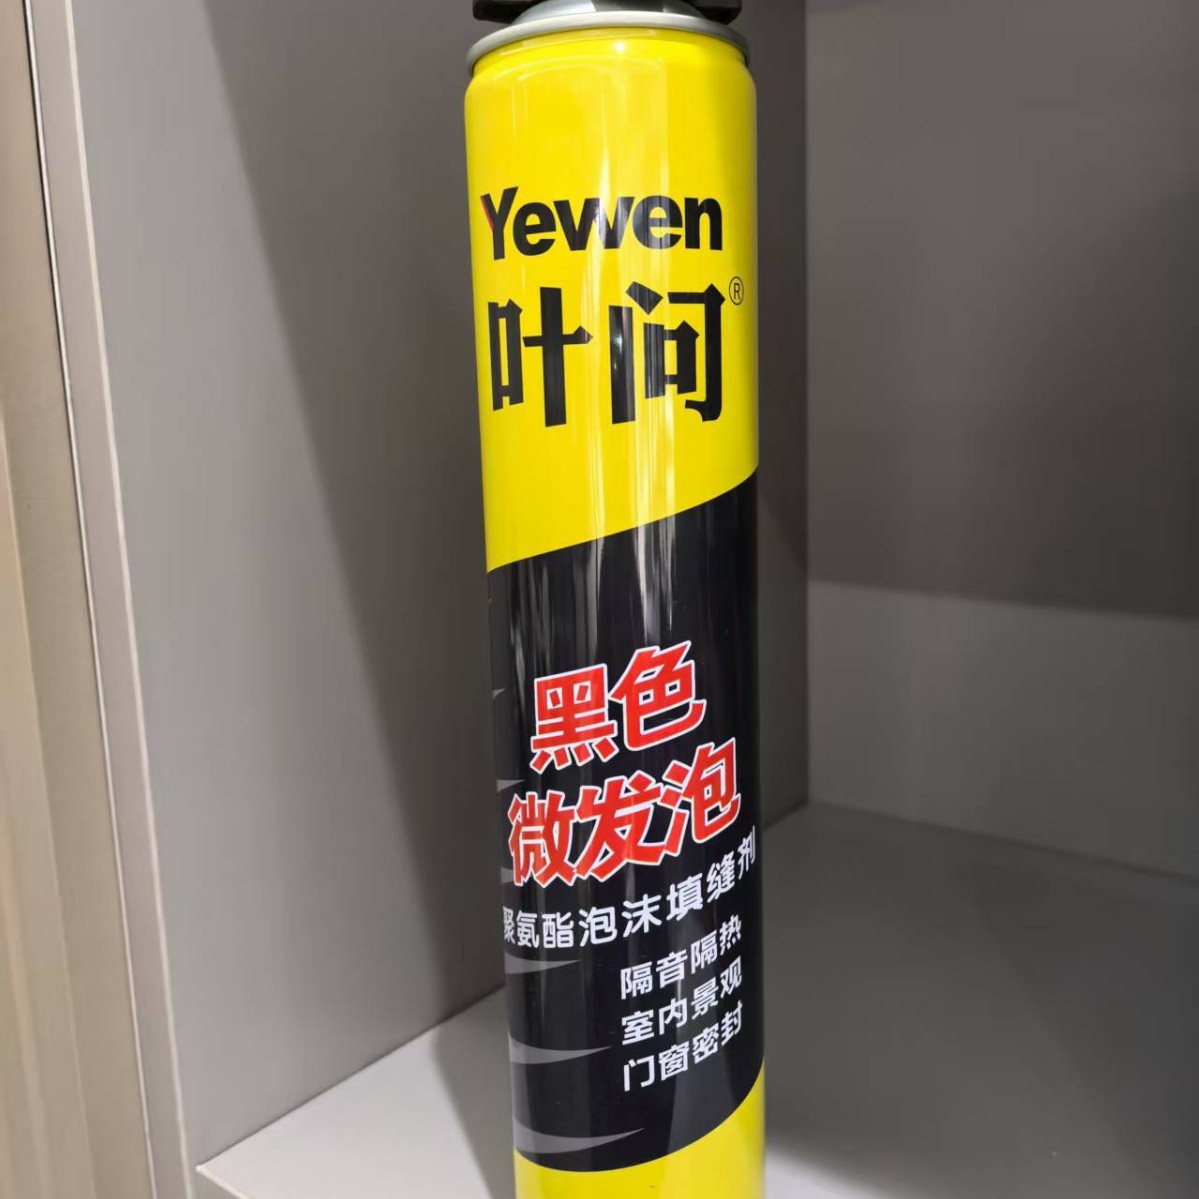 Yewen
叶问®
黑色
微发泡
聚氨酯泡沫填缝剂
隔音隔热
室内景观
门窗密封